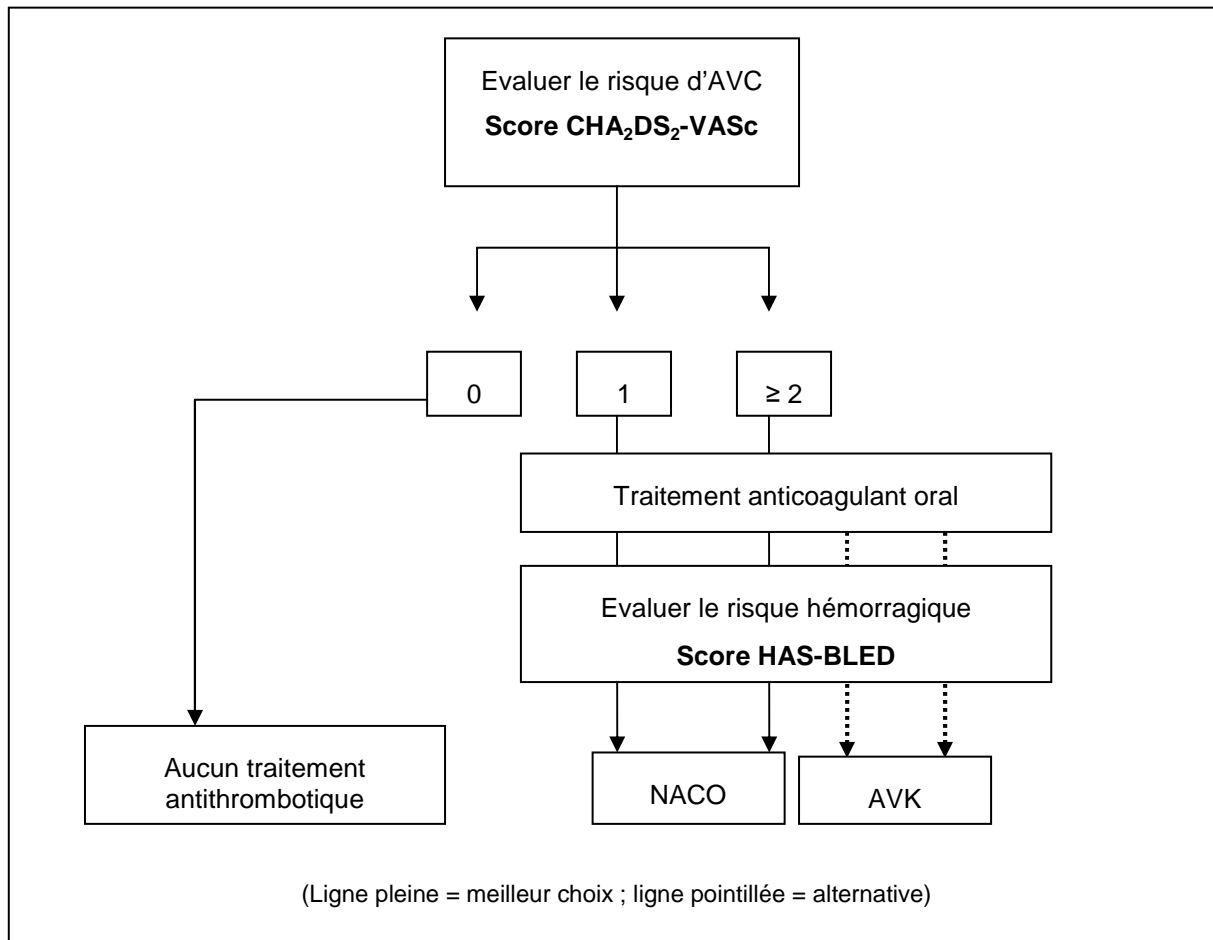 Evaluer le risque d’AVC
Score CHA₂DS₂-VASc
0
1
≥ 2
Traitement anticoagulant oral
Evaluer le risque hémorragique
Score HAS-BLED
Aucun traitement
antithrombotique
NACO
AVK
(Ligne pleine = meilleur choix ; ligne pointillée = alternative)